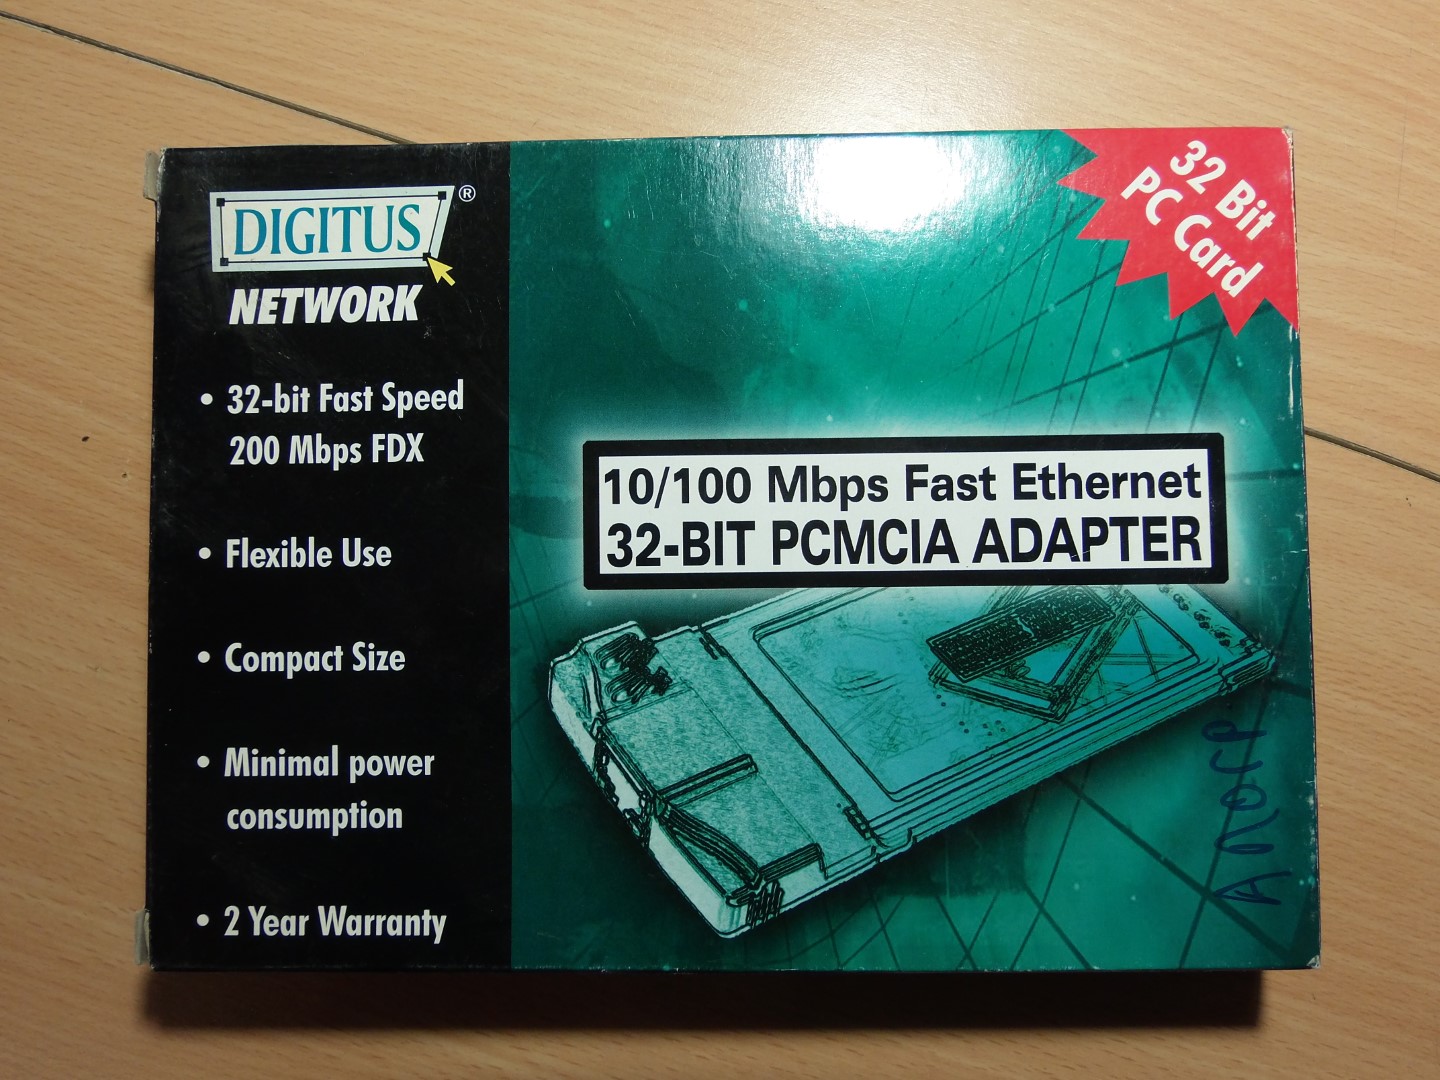 DIGITUS®
NETWORK
• 32-bit Fast Speed
200 Mbps FDX
• Flexible Use
• Compact Size
• Minimal power
consumption
• 2 Year Warranty
32 Bit
PC Card
10/100 Mbps Fast Ethernet
32-BIT PCMCIA ADAPTER